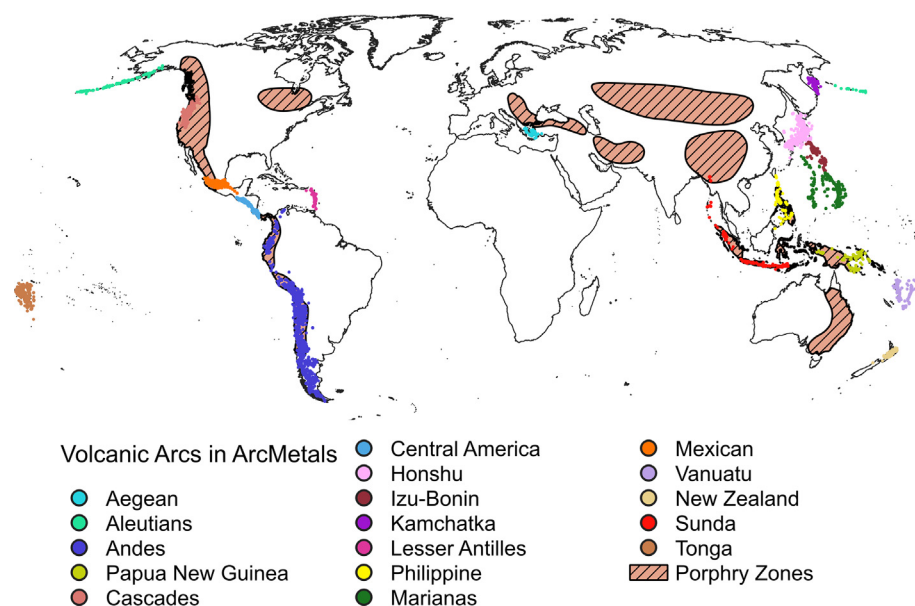 Volcanic Arcs in ArcMetals
Aegean
Aleutians
Andes
Papua New Guinea
Cascades
Central America
Honshu
Izu-Bonin
Kamchatka
Lesser Antilles
Philippine
Marianas
Mexican
Vanuatu
New Zealand
Sunda
Tonga
Porphry Zones